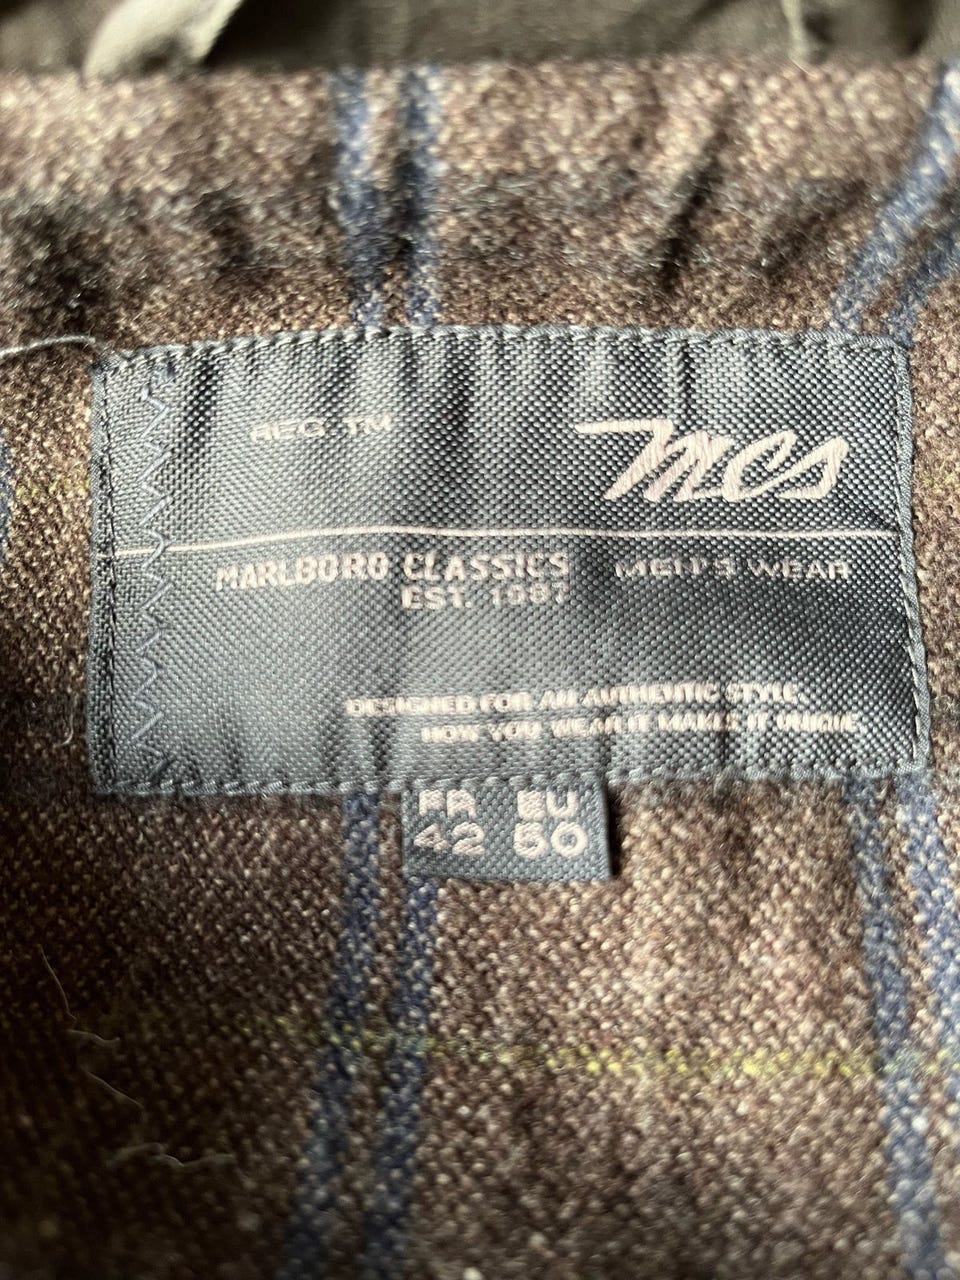 REG. TM
MCS
MARLBORO CLASSICS MEN'S WEAR
EST. 1987
DESIGNED FOR AN AUTHENTIC STYLE.
HOW YOU WEAR IT MAKES IT UNIQUE.
FR EU
42 50